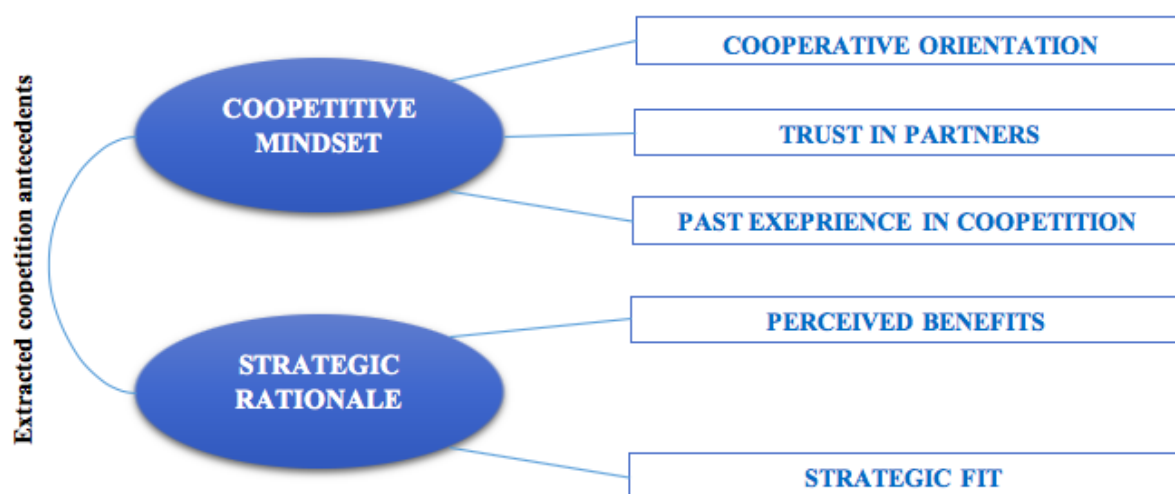 Extracted coopetition antecedents
COOPETITIVE
MINDSET
COOPERATIVE ORIENTATION
TRUST IN PARTNERS
PAST EXEPRIENCE IN COOPETITION
STRATEGIC
RATIONALE
PERCEIVED BENEFITS
STRATEGIC FIT